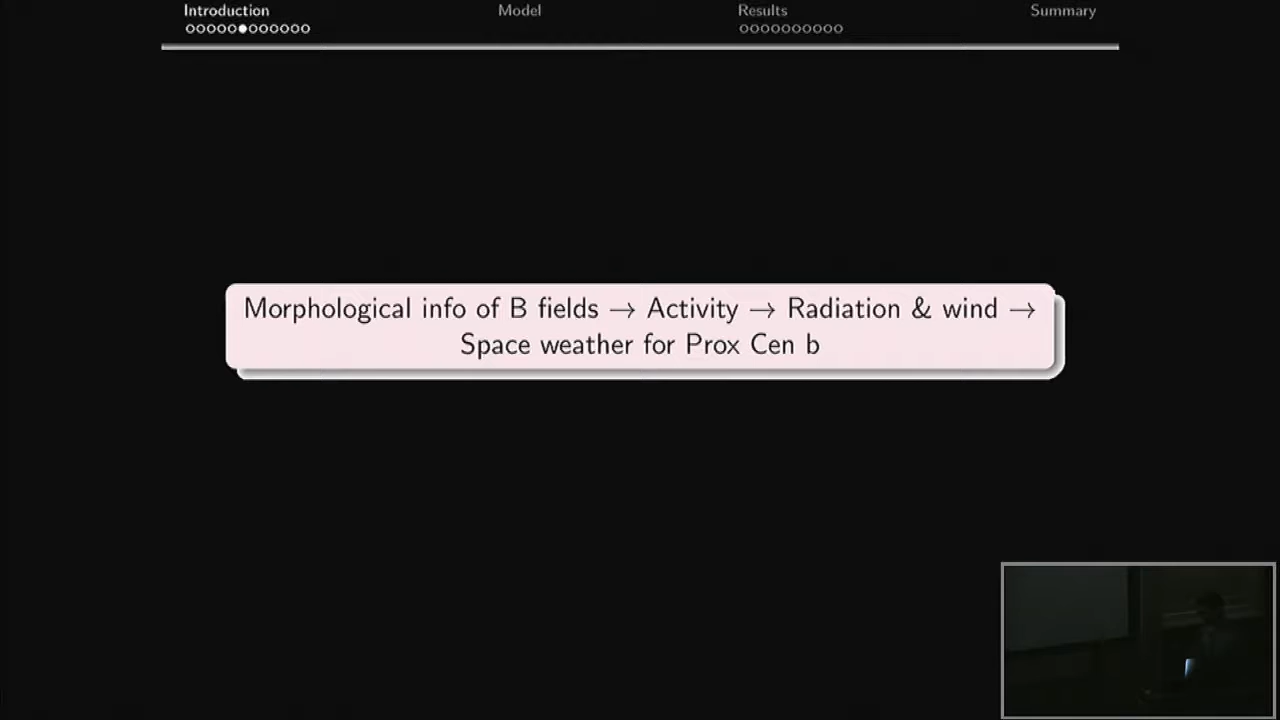 Introduction
Model
Results
Summary
Morphological info of B fields → Activity → Radiation & wind →
Space weather for Prox Cen b